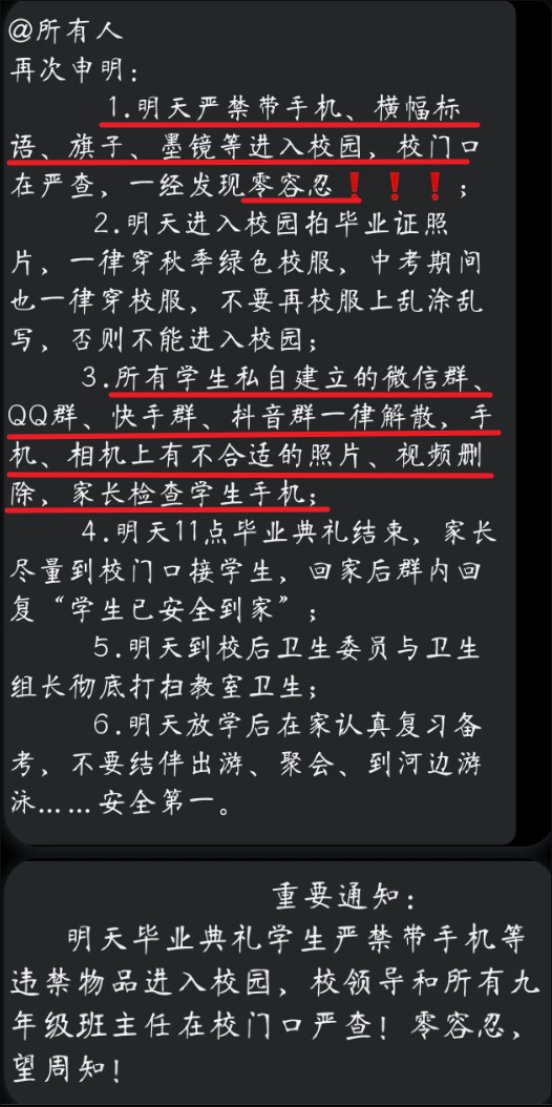 @所有人
再次申明：
1.明天严禁带手机、横幅标
语、旗子、墨镜等进入校园，校门口
在严查，一经发现零容忍❗❗❗；
2.明天进入校园拍毕业证照
片，一律穿秋季绿色校服，中考期间
也一律穿校服，不要再校服上乱涂乱
写，否则不能进入校园；
3.所有学生私自建立的微信群、
QQ群、快手群、抖音群一律解散，手
机、相机上有不合适的照片、视频删
除，家长检查学生手机；
4.明天11点毕业典礼结束，家长
尽量到校门口接学生，回家后群内回
复“学生已安全到家”；
5.明天到校后卫生委员与卫生
组长彻底打扫教室卫生；
6.明天放学后在家认真复习备
考，不要结伴出游、聚会、到河边游
泳……安全第一。
重要通知：
明天毕业典礼学生严禁带手机等
违禁物品进入校园，校领导和所有九
年级班主任在校门口严查！零容忍，
望周知！